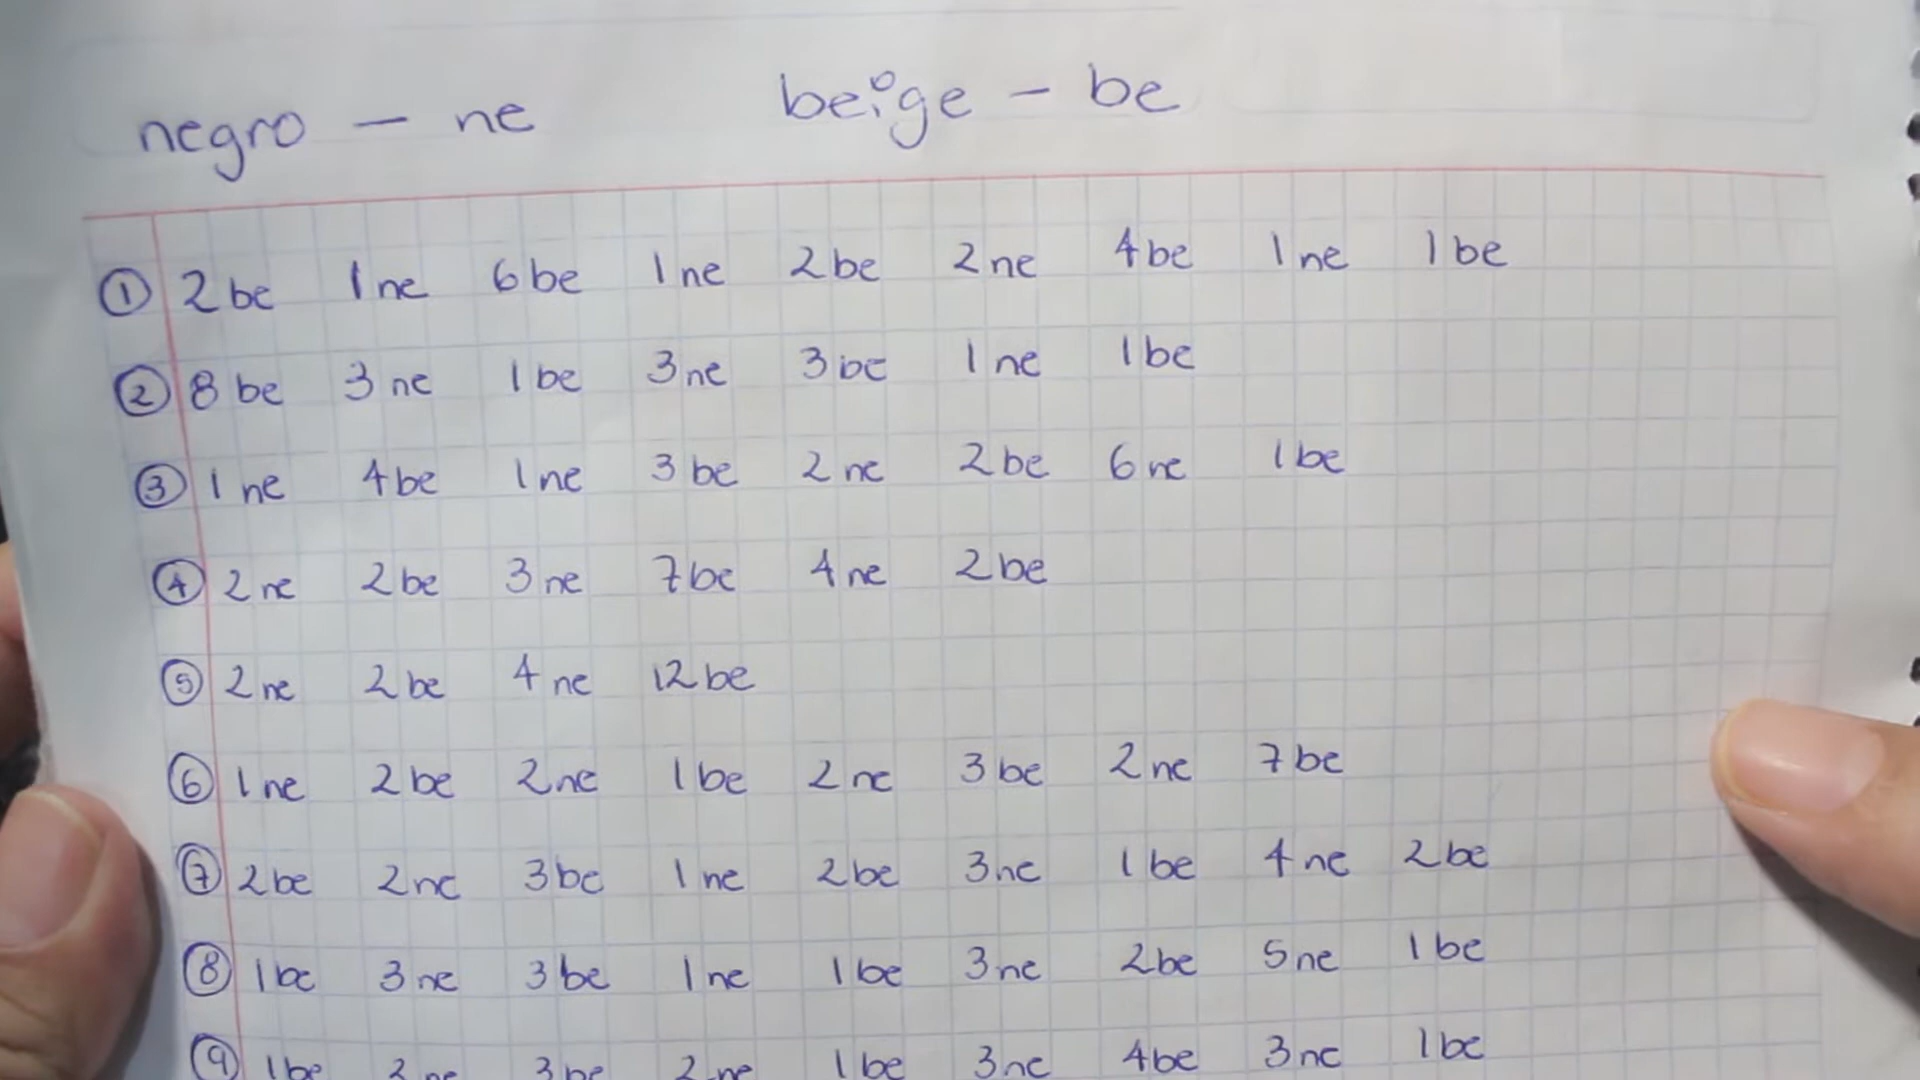 negro - ne beige - be
① 2be 1ne 6be 1ne 2be 2ne 4be 1ne 1be
② 8be 3ne 1be 3ne 3be 1ne 1be
③ 1ne 4be 1ne 3be 2ne 2be 6ne 1be
④ 2ne 2be 3ne 7be 4ne 2be
⑤ 2ne 2be 4ne 12be
⑥ 1ne 2be 2ne 1be 2ne 3be 2ne 7be
⑦ 2be 2ne 3be 1ne 2be 3ne 1be 4ne 2be
⑧ 1be 3ne 3be 1ne 1be 3ne 2be 5ne 1be
⑨ 1be 3be 2ne 1be 3ne 4be 3ne 1be